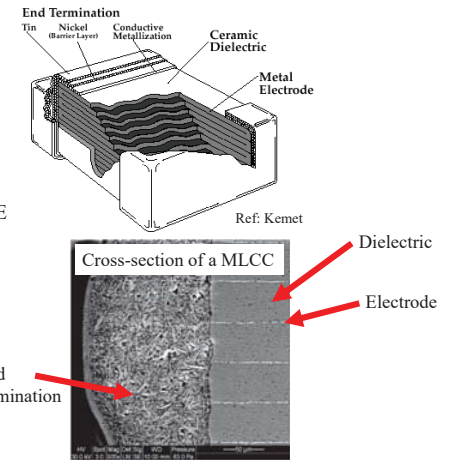 End Termination
Tin Nickel Conductive
(Barrier Layer) Metallization
Ceramic
Dielectric
Metal
Electrode
E
Ref: Kemet
Cross-section of a MLCC
Dielectric
Electrode
d
mination